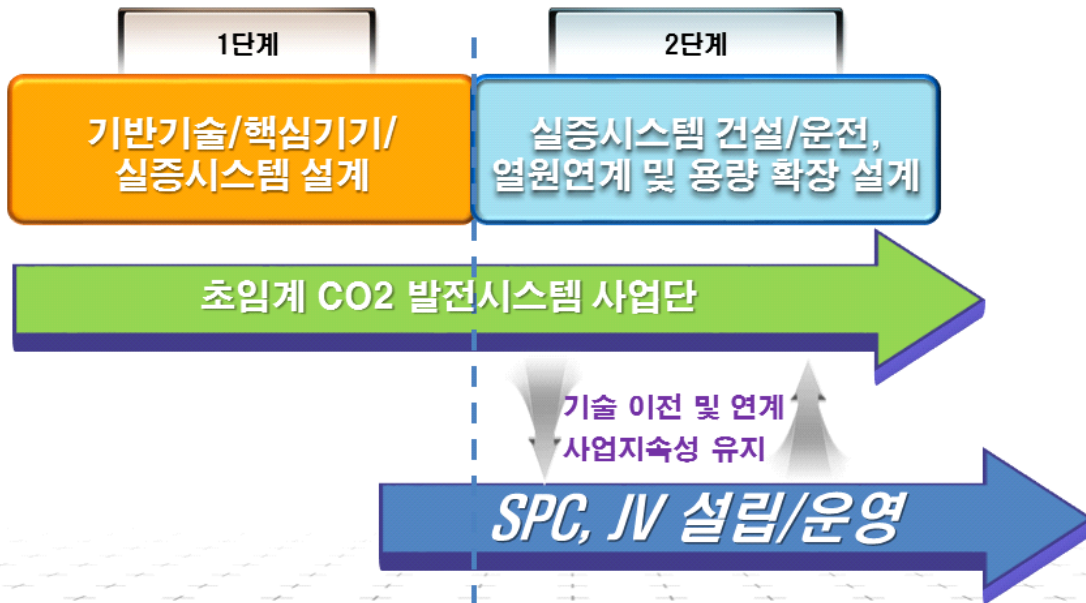 1단계
2단계
기반기술/핵심기기/
실증시스템 설계
실증시스템 건설/운전,
열원연계 및 용량 확장 설계
초임계 CO2 발전시스템 사업단
기술 이전 및 연계
사업지속성 유지
SPC, JV 설립/운영